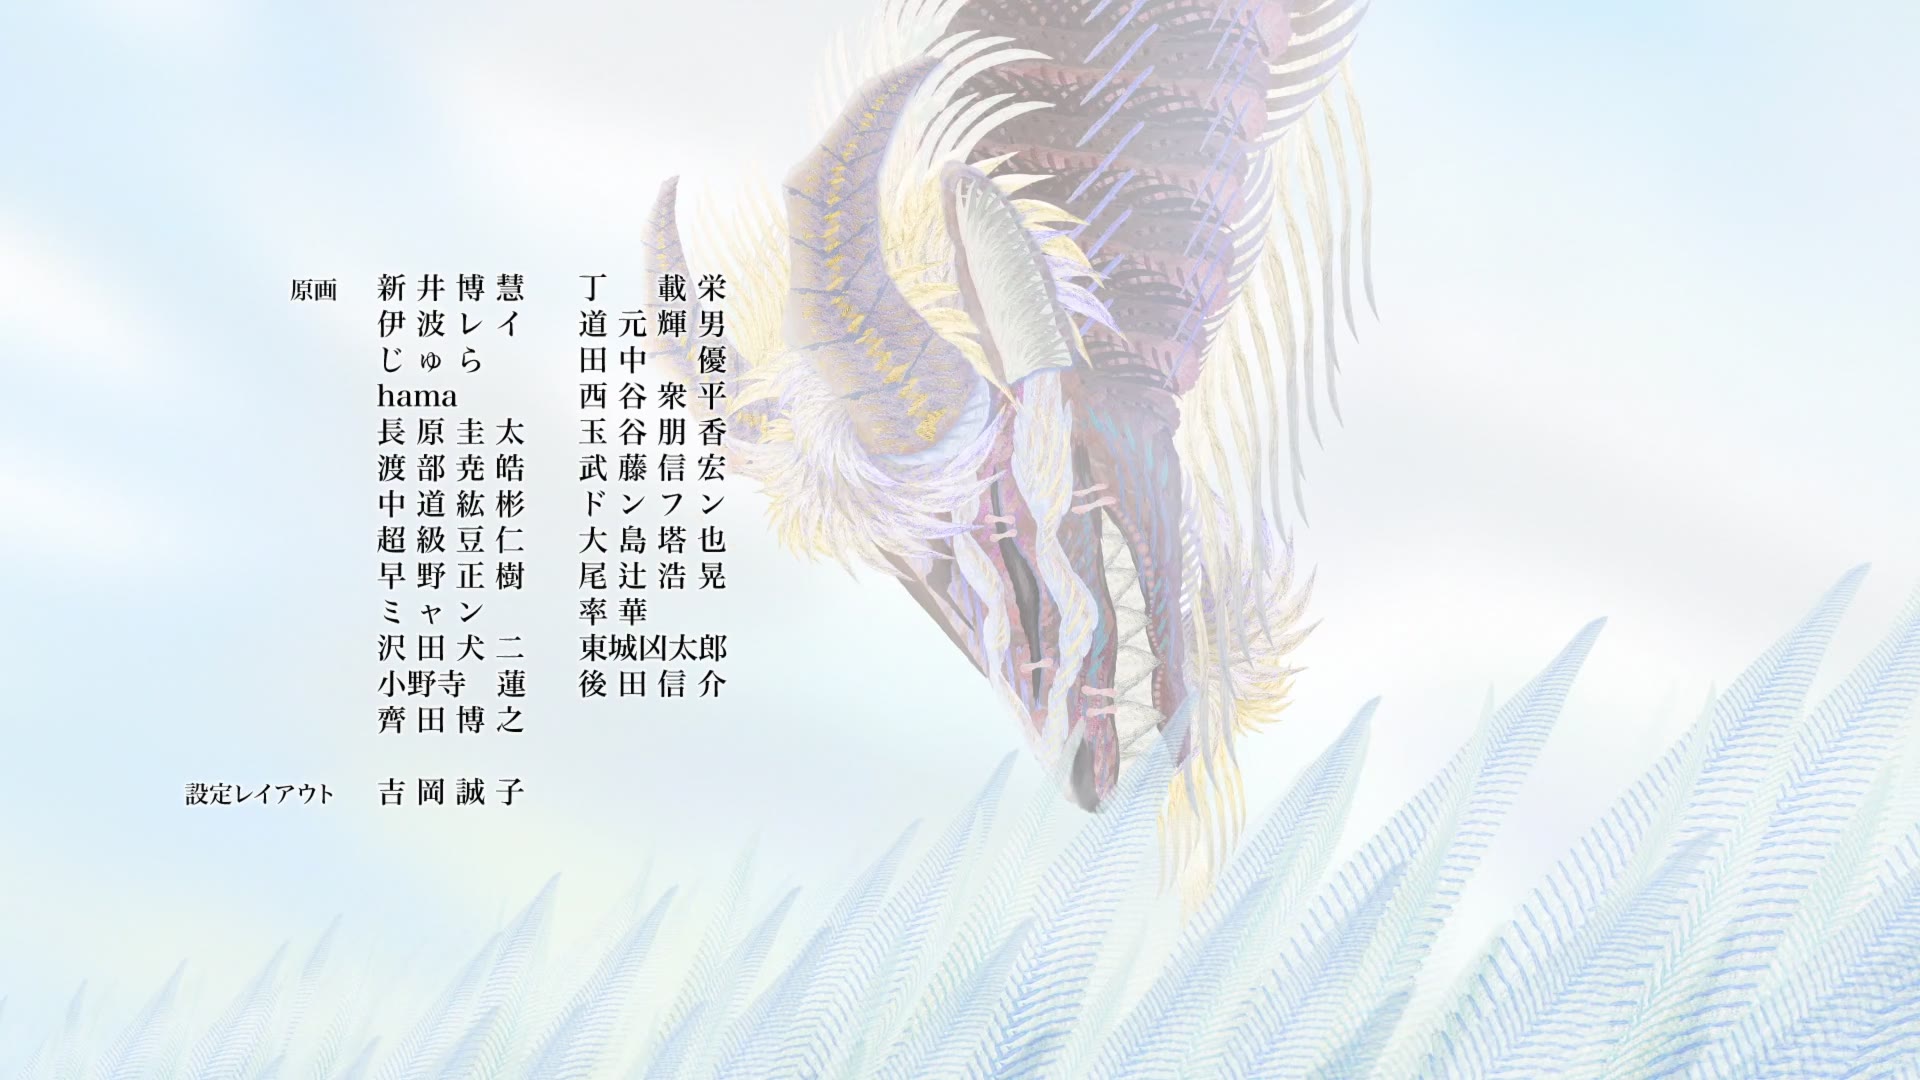 原画 新井博慧 丁載栄
伊波レイ 道元輝男
じゅら 田中優
hama 西谷衆平
長原圭太 玉谷朋香
渡部尭皓 武藤信宏
中道紘彬 ドンフン
超級豆仁 大島塔也
早野正樹 尾辻浩晃
ミャン 率華
沢田犬二 東城凶太郎
小野寺蓮 後田信介
齊田博之
設定レイアウト 吉岡誠子